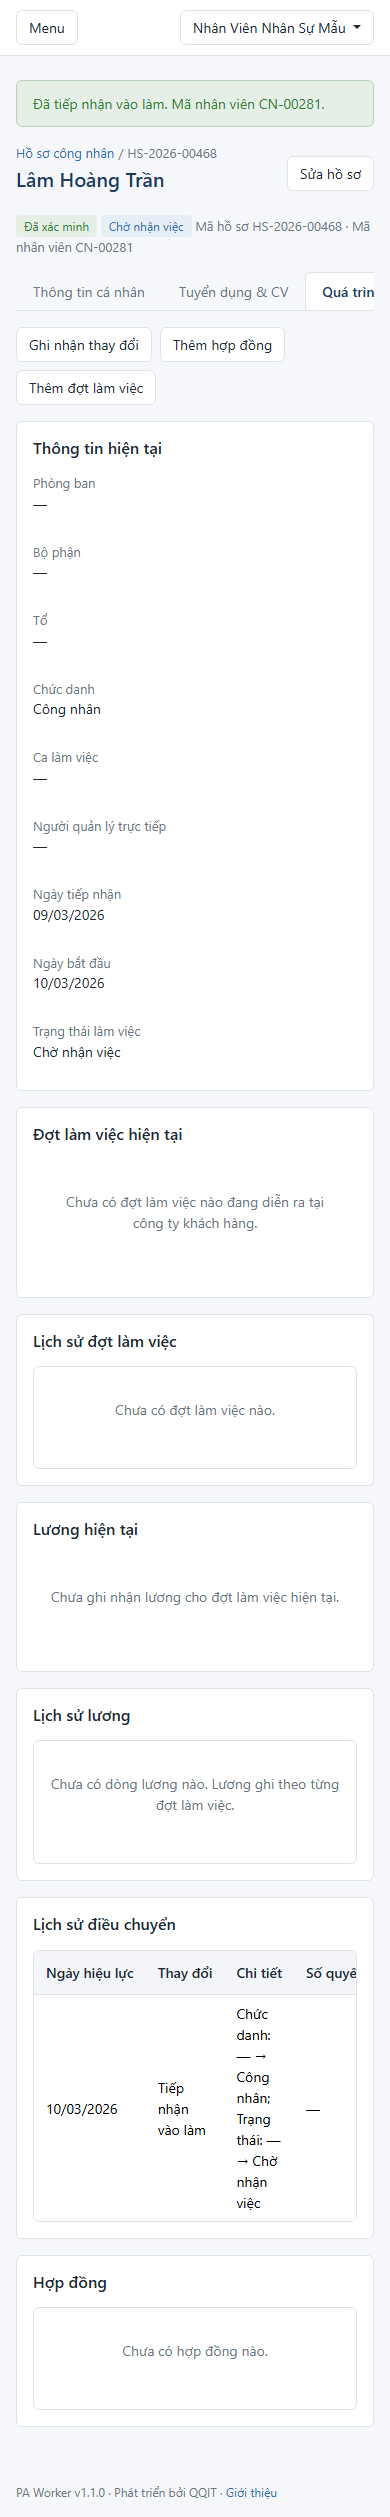 Menu
Nhân Viên Nhân Sự Mẫu
Đã tiếp nhận vào làm. Mã nhân viên CN-00281.
Hồ sơ công nhân / HS-2026-00468
Lâm Hoàng Trần
Sửa hồ sơ
Đã xác minh Chờ nhận việc Mã hồ sơ HS-2026-00468 · Mã
nhân viên CN-00281
Thông tin cá nhân Tuyển dụng & CV Quá trìn
Ghi nhận thay đổi Thêm hợp đồng
Thêm đợt làm việc
Thông tin hiện tại
Phòng ban
—
Bộ phận
—
Tổ
—
Chức danh
Công nhân
Ca làm việc
—
Người quản lý trực tiếp
—
Ngày tiếp nhận
09/03/2026
Ngày bắt đầu
10/03/2026
Trạng thái làm việc
Chờ nhận việc
Đợt làm việc hiện tại
Chưa có đợt làm việc nào đang diễn ra tại
công ty khách hàng.
Lịch sử đợt làm việc
Chưa có đợt làm việc nào.
Lương hiện tại
Chưa ghi nhận lương cho đợt làm việc hiện tại.
Lịch sử lương
Chưa có dòng lương nào. Lương ghi theo từng
đợt làm việc.
Lịch sử điều chuyển
Ngày hiệu lực Thay đổi Chi tiết Số quyế
10/03/2026
Tiếp
nhận
vào làm
Chức
danh:
— →
Công
nhân;
Trạng
thái: —
→ Chờ
nhận
việc
—
Hợp đồng
Chưa có hợp đồng nào.
PA Worker v1.1.0 · Phát triển bởi QQIT · Giới thiệu